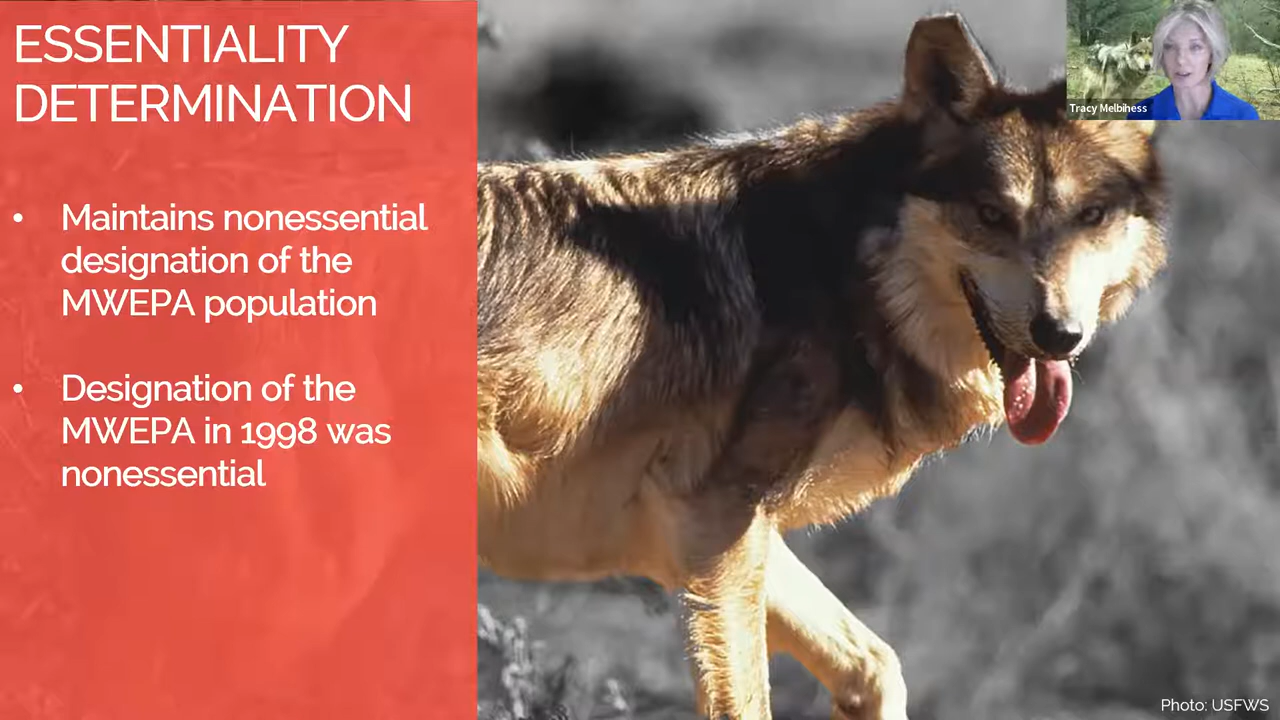 ESSENTIALITY
DETERMINATION
• Maintains nonessential
designation of the
MWEPA population
• Designation of the
MWEPA in 1998 was
nonessential
Tracy Melbihess
Photo: USFWS